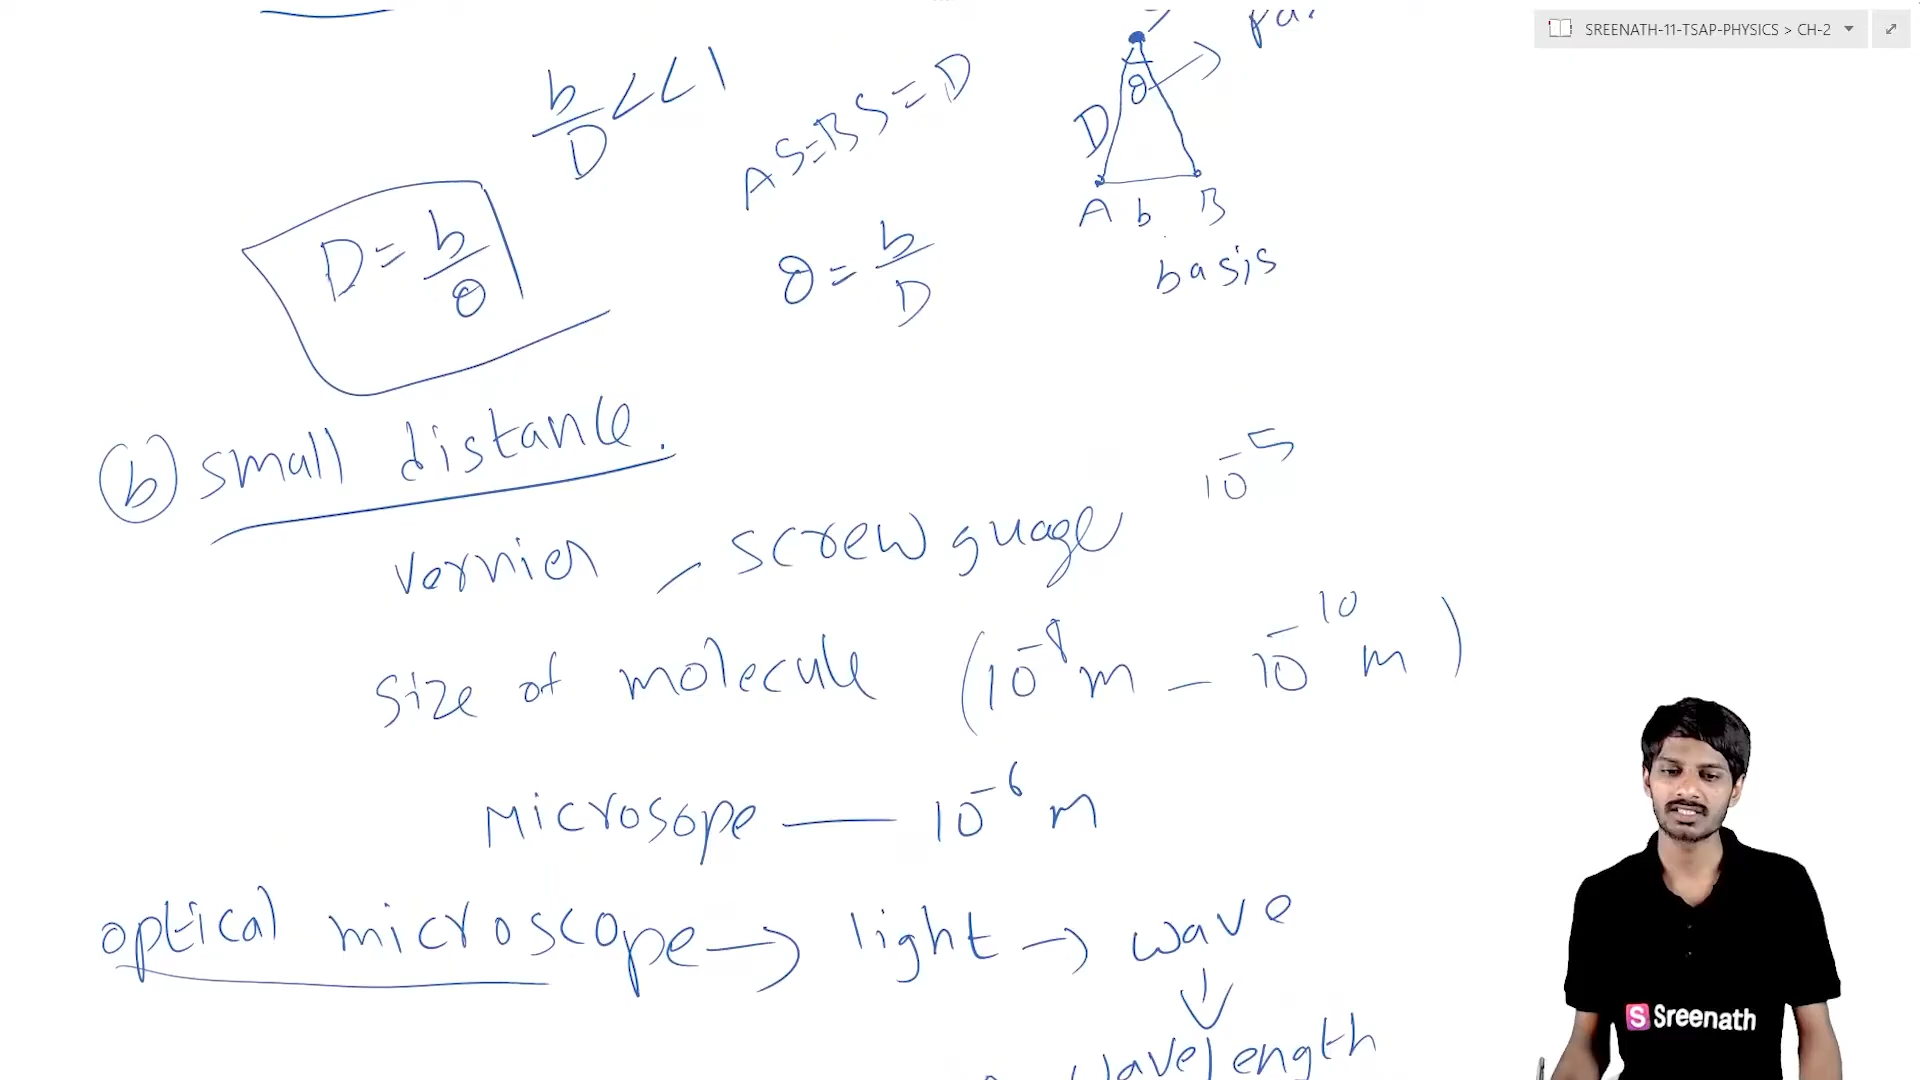 SREENATH-11-TSAP-PHYSICS > CH-2
b/D << 1
AS=BS=D
θ
D
A b B
basis
D = b/θ
θ = b/D
(b) small distance.
10^-5
Vernier - screw guage
Size of molecule (10^-8 m - 10^-10 m)
Microsope — 10^-6 m
optical microscope → light → wave
↓
wavelength
S Sreenath